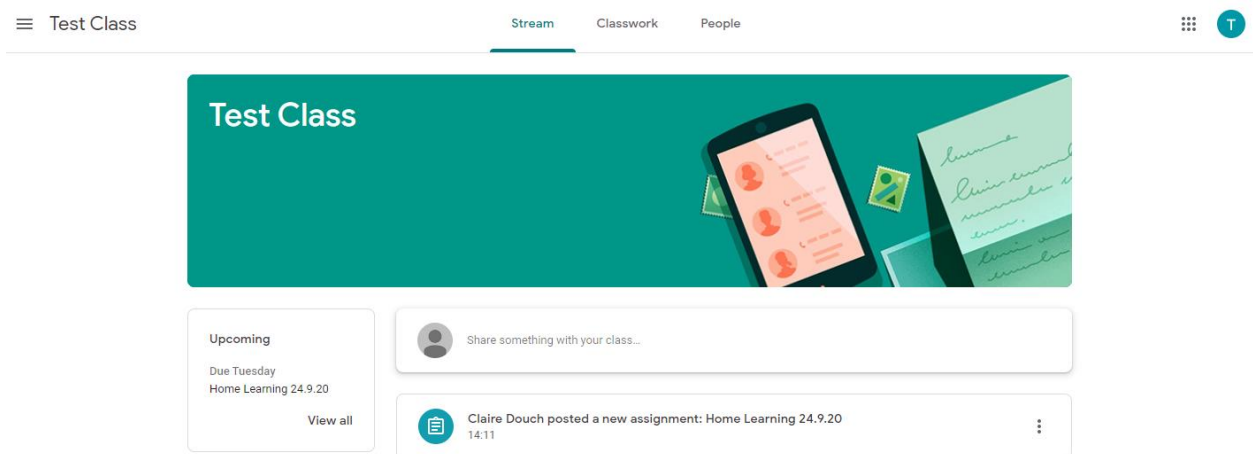 Test Class
Stream
Classwork
People
T
Test Class
Upcoming
Due Tuesday
Home Learning 24.9.20
View all
Share something with your class...
Claire Douch posted a new assignment: Home Learning 24.9.20
14:11